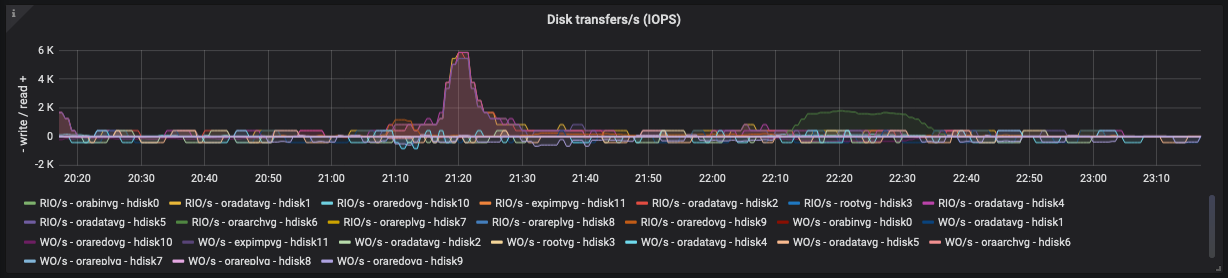 i
Disk transfers/s (IOPS)
- write / read +
6 K
4 K
2 K
0
-2 K
20:20 20:30 20:40 20:50 21:00 21:10 21:20 21:30 21:40 21:50 22:00 22:10 22:20 22:30 22:40 22:50 23:00 23:10
RIO/s - orabinvg - hdisk0 RIO/s - oradatavg - hdisk1 RIO/s - oraredovg - hdisk10 RIO/s - expimpvg - hdisk11 RIO/s - oradatavg - hdisk2 RIO/s - rootvg - hdisk3 RIO/s - oradatavg - hdisk4
RIO/s - oradatavg - hdisk5 RIO/s - oraarchvg - hdisk6 RIO/s - orareplvg - hdisk7 RIO/s - orareplvg - hdisk8 RIO/s - oraredovg - hdisk9 WO/s - orabinvg - hdisk0 WO/s - oradatavg - hdisk1
WO/s - oraredovg - hdisk10 WO/s - expimpvg - hdisk11 WO/s - oradatavg - hdisk2 WO/s - rootvg - hdisk3 WO/s - oradatavg - hdisk4 WO/s - oradatavg - hdisk5 WO/s - oraarchvg - hdisk6
WO/s - orareplvg - hdisk7 WO/s - orareplvg - hdisk8 WO/s - oraredovg - hdisk9